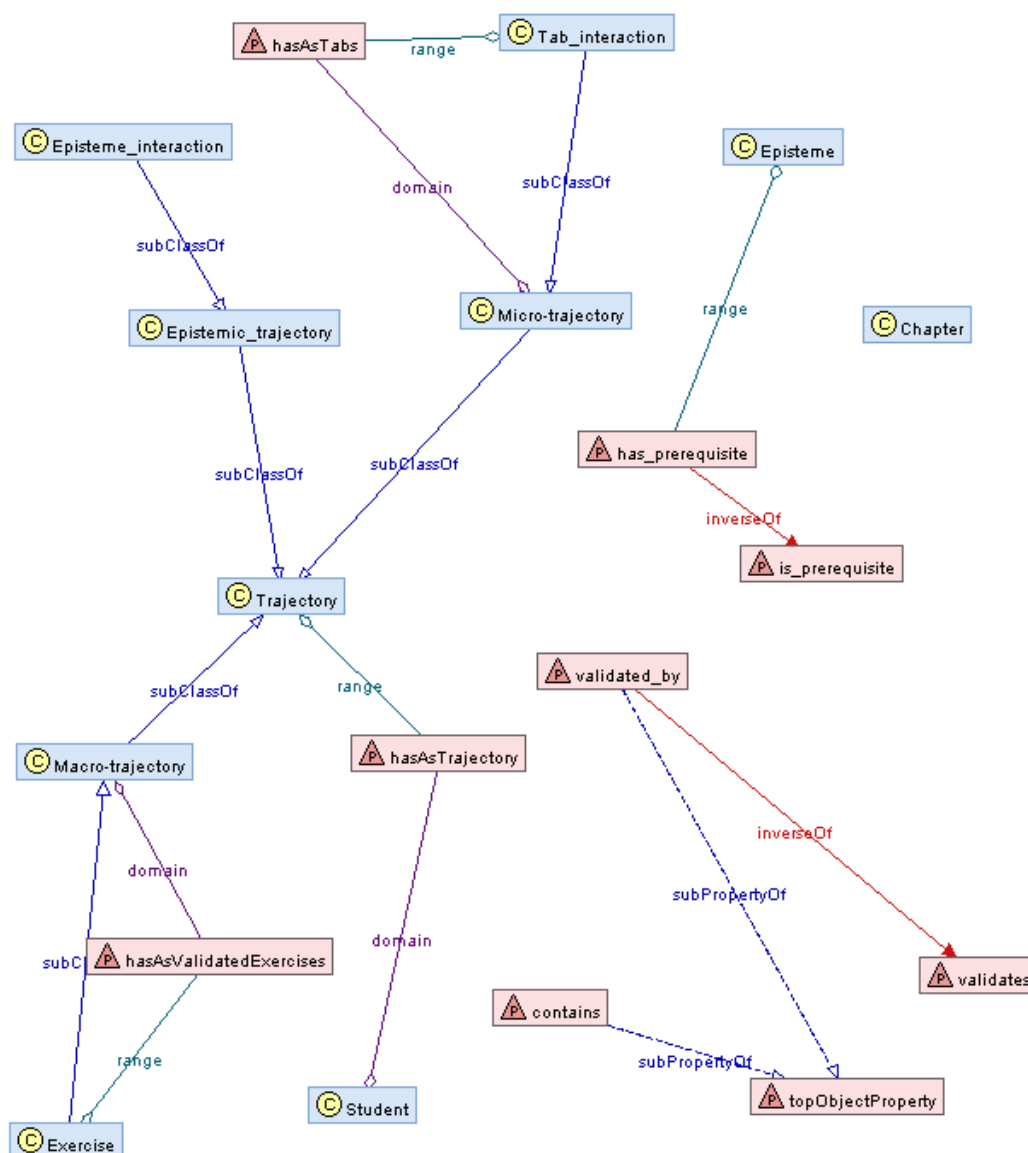 C Tab_interaction
P hasAsTabs
range
C Episteme_interaction
C Episteme
domain
subClassOf
subClassOf
C Micro-trajectory
range
C Chapter
C Epistemic_trajectory
P has_prerequisite
subClassOf
subClassOf
inverseOf
P is_prerequisite
C Trajectory
P validated_by
range
subClassOf
P hasAsTrajectory
C Macro-trajectory
inverseOf
domain
subPropertyOf
domain
P hasAsValidatedExercises
subCl
P validates
P contains
range
subPropertyOf
P topObjectProperty
C Student
C Exercise